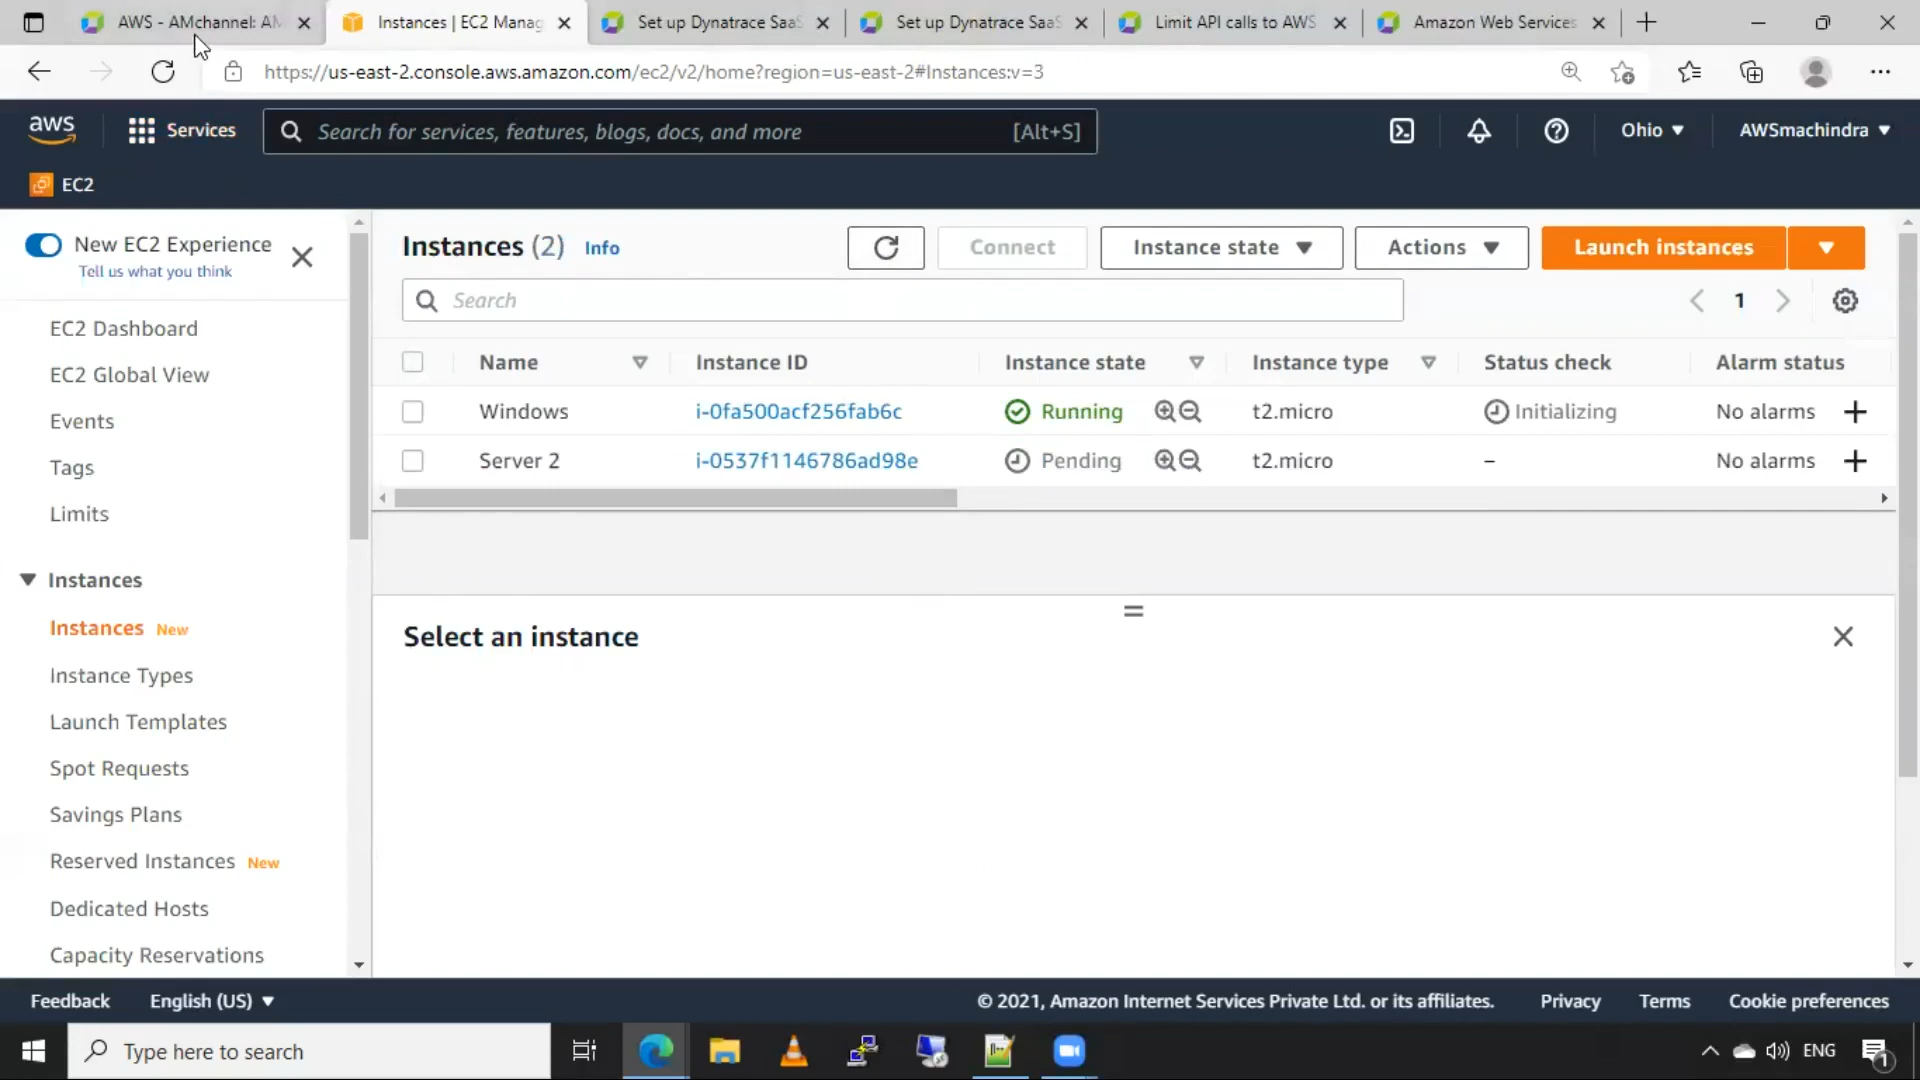 AWS - AMchannel: AM
Instances | EC2 Manag
Set up Dynatrace SaaS
Set up Dynatrace SaaS
Limit API calls to AWS
Amazon Web Services
https://us-east-2.console.aws.amazon.com/ec2/v2/home?region=us-east-2#Instances:v=3
aws
Services
Search for services, features, blogs, docs, and more
[Alt+S]
Ohio
AWSmachindra
EC2
New EC2 Experience
Tell us what you think
EC2 Dashboard
EC2 Global View
Events
Tags
Limits
Instances
Instances New
Instance Types
Launch Templates
Spot Requests
Savings Plans
Reserved Instances New
Dedicated Hosts
Capacity Reservations
Instances (2) Info
Connect
Instance state
Actions
Launch instances
Search
1
Name Instance ID Instance state Instance type Status check Alarm status
Windows i-0fa500acf256fab6c Running t2.micro Initializing No alarms
Server 2 i-0537f1146786ad98e Pending t2.micro – No alarms
Select an instance
Feedback English (US) © 2021, Amazon Internet Services Private Ltd. or its affiliates. Privacy Terms Cookie preferences
Type here to search
ENG
1